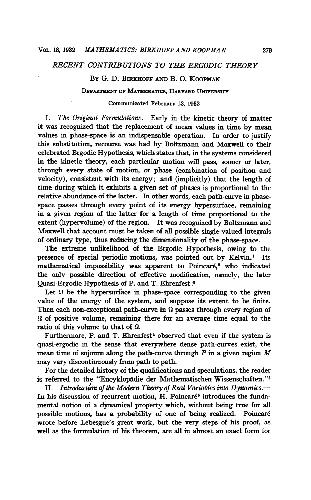 VOL. 18, 1932 MATHEMATICS: BIRKHOFF AND KOOPMAN 279
RECENT CONTRIBUTIONS TO THE ERGODIC THEORY
BY G. D. BIRKHOFF AND B. O. KOOPMAN
DEPARTMENT OF MATHEMATICS, HARVARD UNIVERSITY
Communicated February 13, 1932
I. The Original Formulations. Early in the kinetic theory of matter
it was recognized that the replacement of mean values in time by mean
values in phase-space is an indispensable operation. In order to justify
this substitution, recourse was had by Boltzmann and Maxwell to their
celebrated Ergodic Hypothesis, which states that, in the systems considered
in the kinetic theory, each particular motion will pass, sooner or later,
through every state of motion, or phase (combination of position and
velocity), consistent with its energy; and (implicitly) that the length of
time during which it exhibits a given set of phases is proportional to the
relative abundance of the latter. In other words, each path-curve in phase-
space passes through every point of its energy hypersurface, remaining
in a given region of the latter for a length of time proportional to the
extent (hypervolume) of the region. It was recognized by Boltzmann and
Maxwell that account must be taken of all possible single valued integrals
of ordinary type, thus reducing the dimensionality of the phase-space.
The extreme unlikelihood of the Ergodic Hypothesis, owing to the
presence of special periodic motions, was pointed out by Kelvin.¹ Its
mathematical impossibility was apparent to Poincaré,² who indicated
the only possible direction of effective modification, namely, the later
Quasi-Ergodic Hypothesis of P. and T. Ehrenfest.³
Let Ω be the hypersurface in phase-space corresponding to the given
value of the energy of the system, and suppose its extent to be finite.
Then each non-exceptional path-curve in Ω passes through every region of
Ω of positive volume, remaining there for an average time equal to the
ratio of this volume to that of Ω.
Furthermore, P. and T. Ehrenfest⁴ observed that even if the system is
quasi-ergodic in the sense that everywhere dense path-curves exist, the
mean time of sojourn along the path-curve through P in a given region M
may vary discontinuously from path to path.
For the detailed history of the qualifications and speculations, the reader
is referred to the "Encyklopädie der Mathematischen Wissenschaften."⁵
II. Introduction of the Modern Theory of Real Variables into Dynamics.—
In his discussion of recurrent motion, H. Poincaré⁶ introduces the funda-
mental notion of a dynamical property which, without being true for all
possible motions, has a probability of one of being realized. Poincaré
wrote before Lebesgue's great work, but the very steps of his proof, as
well as the formulation of his theorem, are all in almost an exact form for